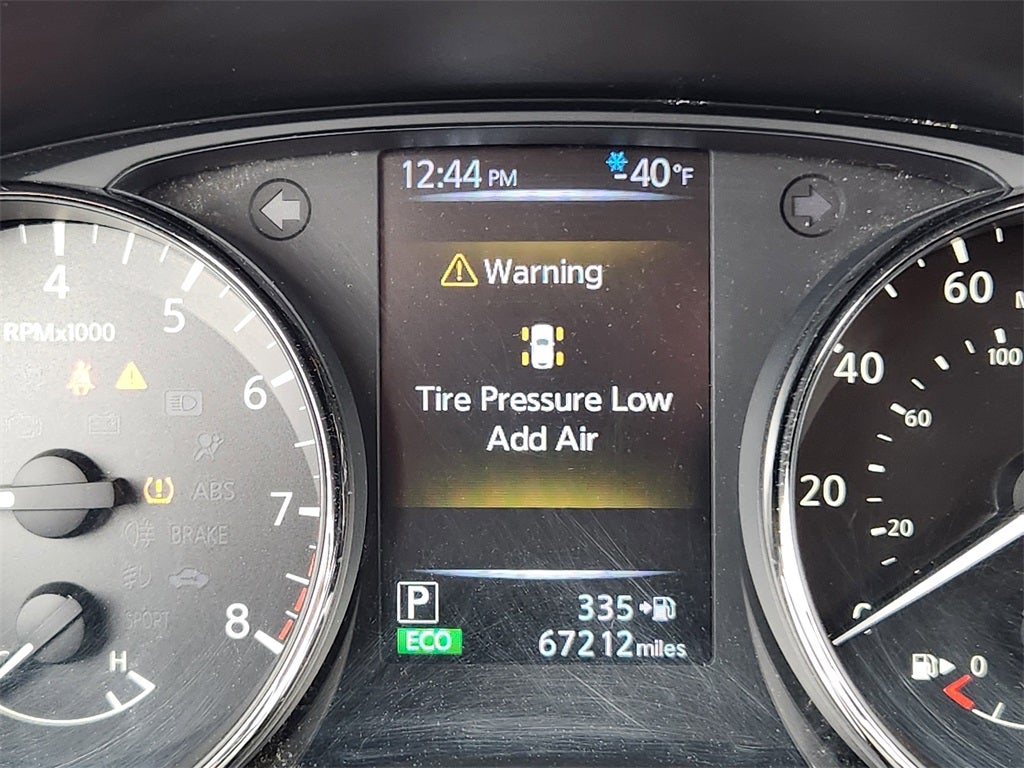 12:44 PM
-40°F
Warning
Tire Pressure Low
Add Air
P
335
ECO
67212 miles
4
5
6
7
8
RPMx1000
ABS
BRAKE
SPORT
H
60
40
20
100
60
20
0